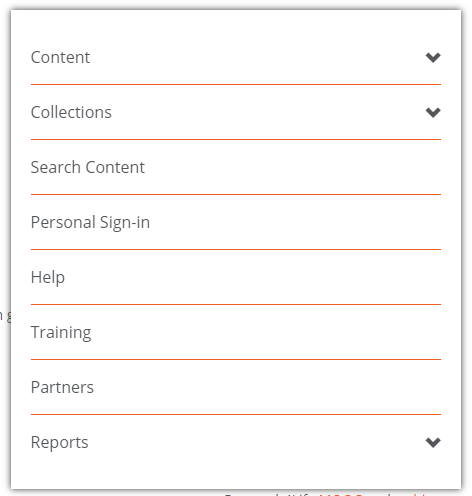 Content
Collections
Search Content
Personal Sign-in
Help
Training
Partners
Reports